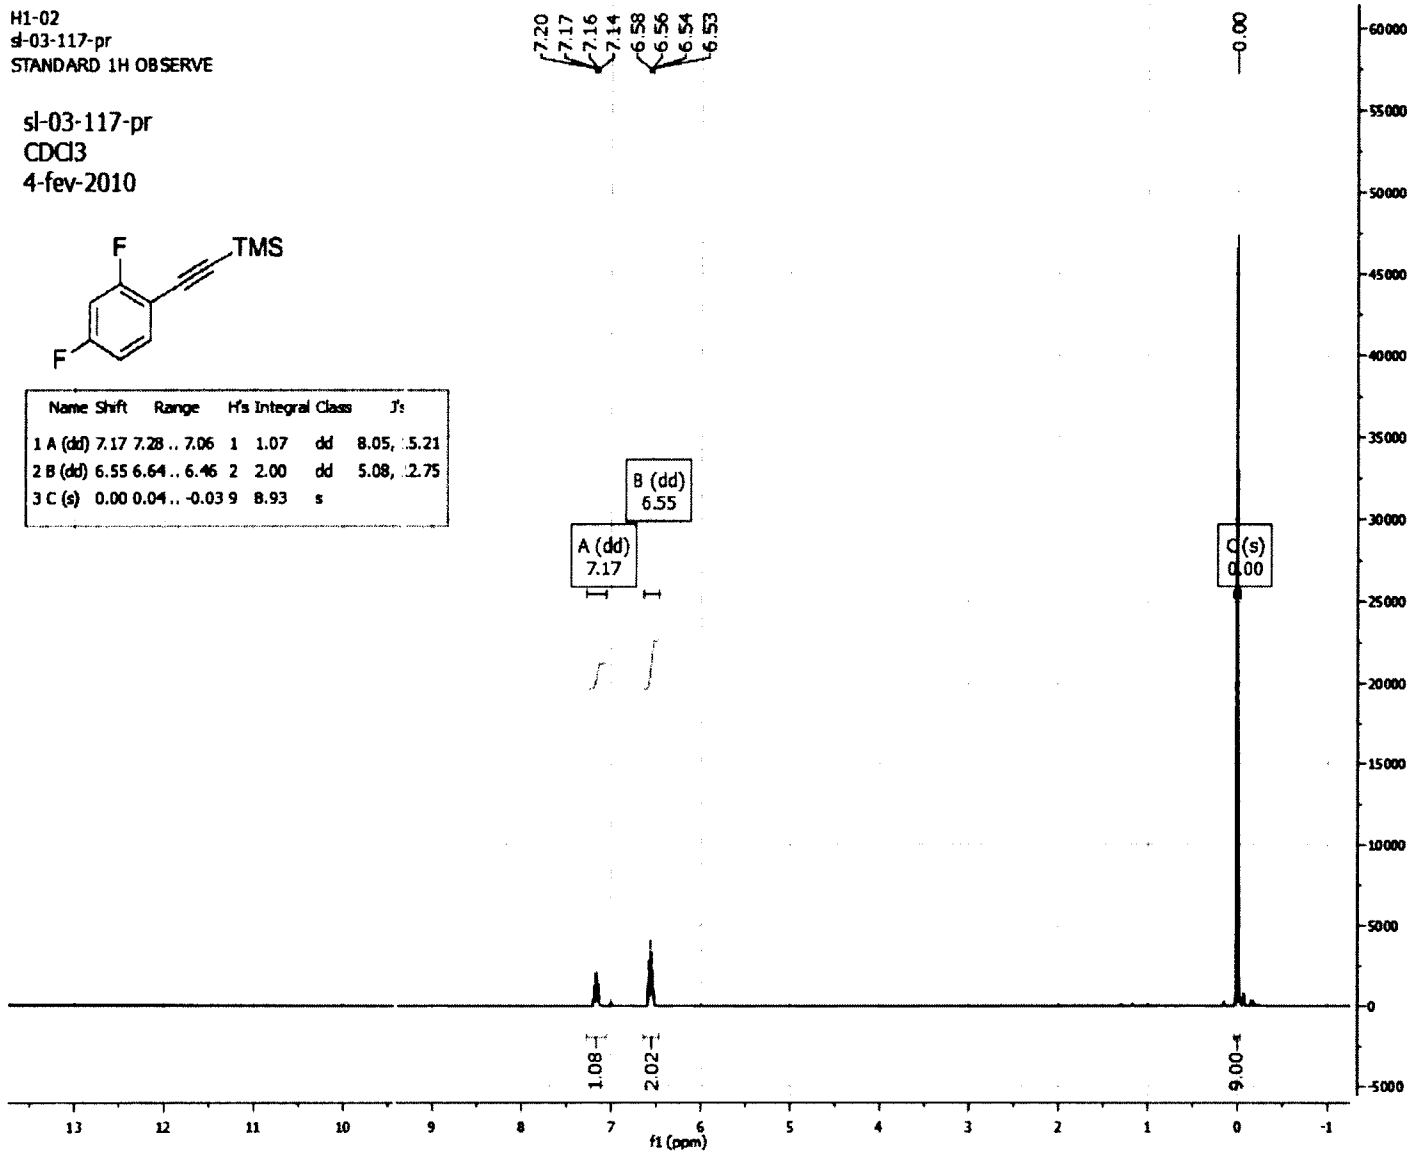 H1-02
sl-03-117-pr
STANDARD 1H OBSERVE
sl-03-117-pr
CDCl3
4-fev-2010
7.20
7.17
7.16
7.14
6.58
6.56
6.54
6.53
0.00
F
TMS
F
Name Shift Range H's Integral Class J's
1 A (dd) 7.17 7.28 .. 7.06 1 1.07 dd 8.05, 15.21
2 B (dd) 6.55 6.64 .. 6.46 2 2.00 dd 5.08, 12.75
3 C (s) 0.00 0.04 .. -0.03 9 8.93 s
B (dd)
6.55
A (dd)
7.17
C (s)
0.00
60000
55000
50000
45000
40000
35000
30000
25000
20000
15000
10000
5000
0
-5000
1.08
2.02
9.00
13 12 11 10 9 8 7 6 5 4 3 2 1 0 -1
f1 (ppm)